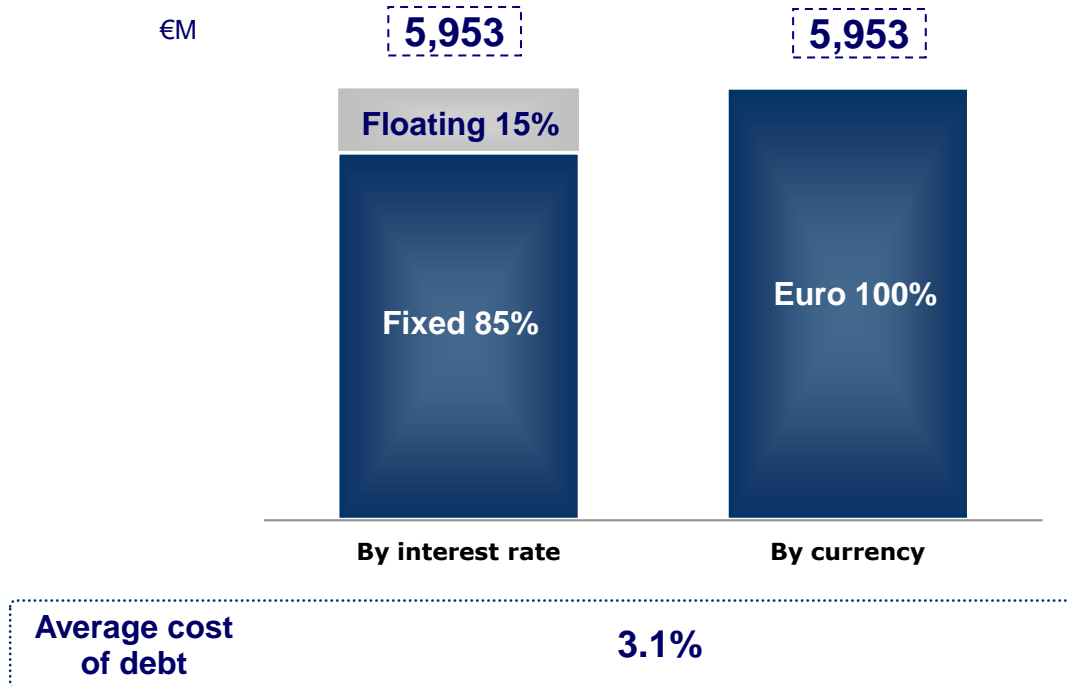 €M
5,953
5,953
Floating 15%
Fixed 85%
Euro 100%
By interest rate
By currency
Average cost
of debt
3.1%